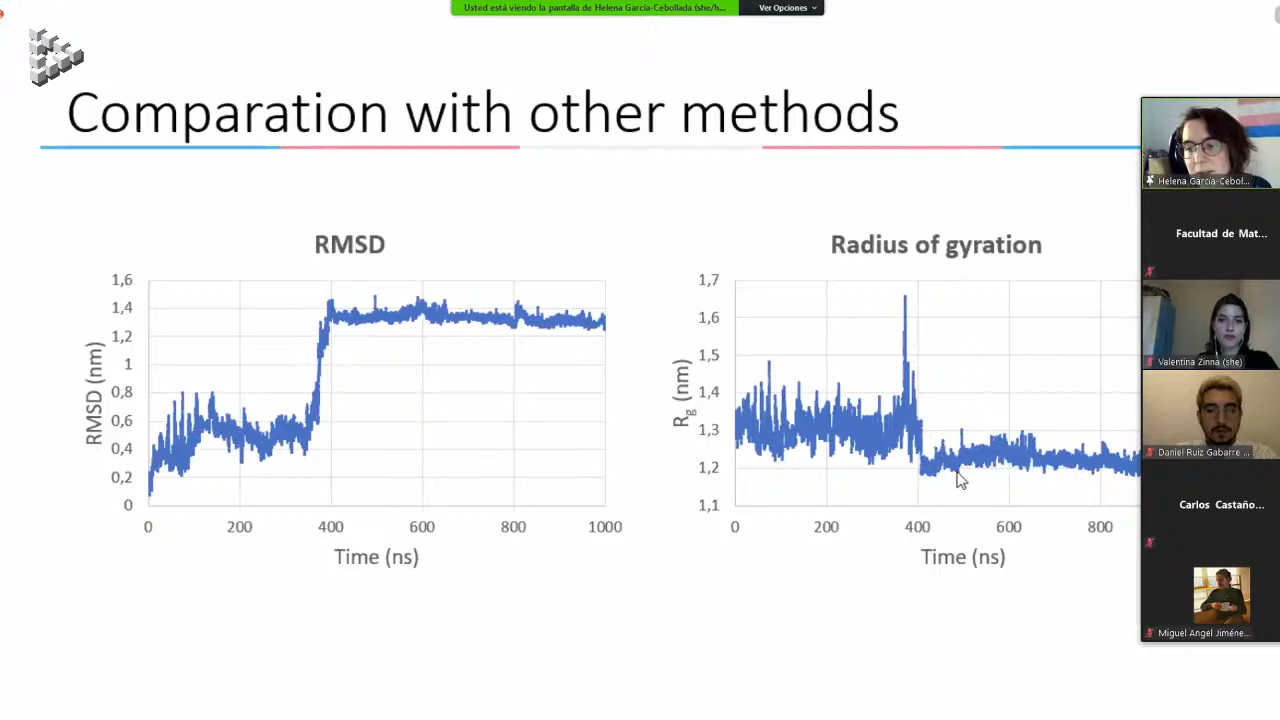 Usted está viendo la pantalla de Helena García-Cebollada (she/h...
Ver Opciones
Comparation with other methods
RMSD
1,6
1,4
1,2
1
0,8
0,6
0,4
0,2
0
RMSD (nm)
0 200 400 600 800 1000
Time (ns)
Radius of gyration
1,7
1,6
1,5
1,4
1,3
1,2
1,1
Rg (nm)
0 200 400 600 800
Time (ns)
Helena García-Cebol...
Facultad de Mat...
Valentina Zinna (she)
Daniel Ruiz Gabarre ...
Carlos Castaño...
Miguel Angel Jiméne...